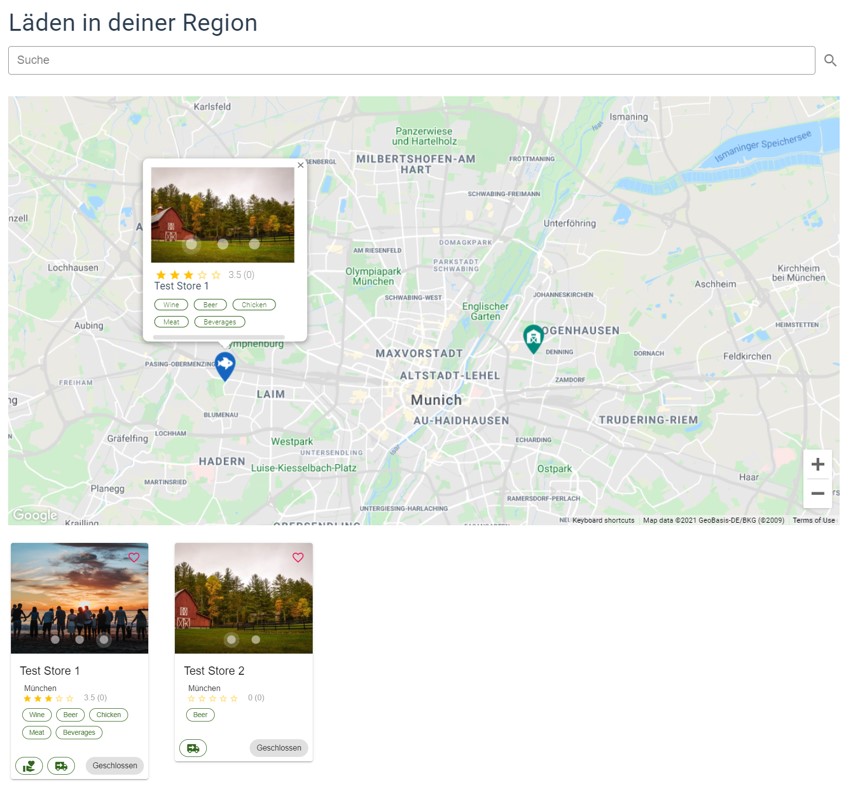 Läden in deiner Region
Suche
Karlsfeld
Ismaning
Panzerwiese
und Hartelholz
Ismaninger Speichersee
MILBERTSHOFEN-AM
HART
FRÖTTMANING
SCHWABING-FREIMANN
Unterföhring
DOMAGKPARK
AM RIESENFELD
PARKSTADT
SCHWABING
Lochhausen
Olympiapark
München
Kirchheim
bei München
Aschheim
3.5 (0)
Test Store 1
SCHWABING-WEST
JOHANNESKIRCHEN
Wine
Beer
Chicken
Englischer
Garten
Meat
Beverages
Aubing
HEIMSTETTEN
OGENHAUSEN
ymphenburg
MAXVORSTADT
DENNING
DORNACH
Feldkirchen
PASING-OBERMENZING
ALTSTADT-LEHEL
ZAMDORF
FREIHAM
LAIM
Munich
BLUMENAU
AU-HAIDHAUSEN
TRUDERING-RIEM
LOCHHAM
Gräfelfing
Westpark
ECHARDING
UNTERSENDLING
HADERN
Luise-Kiesselbach-Platz
Ostpark
MARTINSRIED
Haar
Planegg
RAMERSDORF-PERLACH
UNTERGIESING-HARLACHING
Google
Krailling
OBERSENDLING
Keyboard shortcuts
Map data ©2021 GeoBasis-DE/BKG (©2009)
Terms of Use
Test Store 1
München
3.5 (0)
Wine
Beer
Chicken
Meat
Beverages
Geschlossen
Test Store 2
München
0 (0)
Beer
Geschlossen